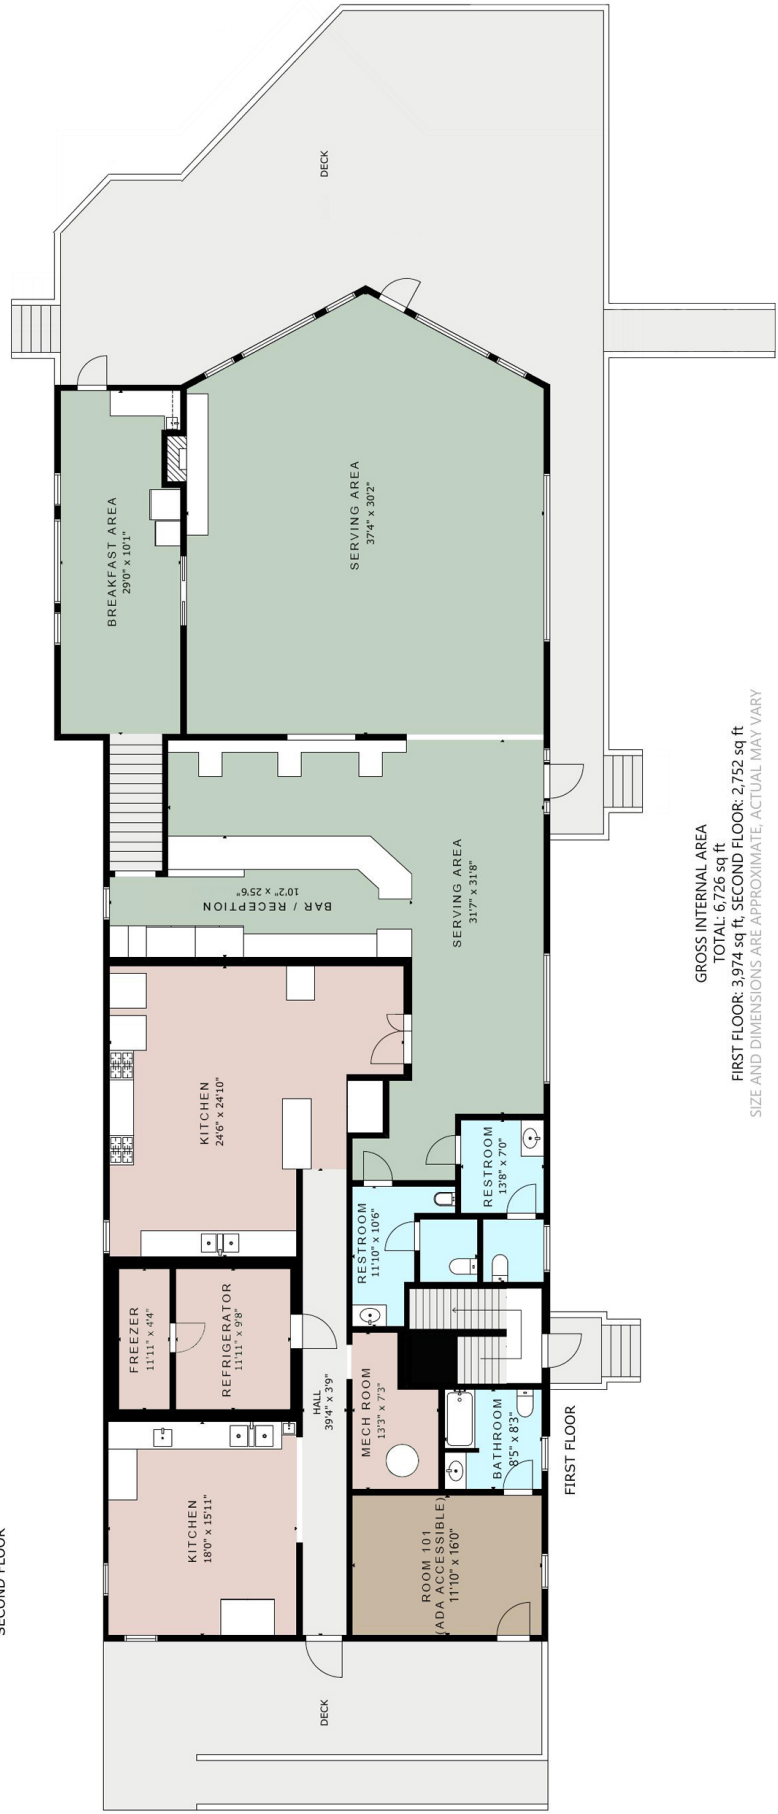 DECK
BREAKFAST AREA
29'0" x 10'1"
SERVING AREA
37'4" x 30'2"
BAR / RECEPTION
10'2" x 25'6"
SERVING AREA
31'7" x 31'8"
KITCHEN
24'6" x 24'10"
RESTROOM
13'8" x 7'0"
RESTROOM
11'10" x 10'6"
FREEZER
11'11" x 4'4"
REFRIGERATOR
11'11" x 9'8"
HALL
39'4" x 3'9"
MECH ROOM
13'3" x 7'3"
BATHROOM
8'5" x 8'3"
KITCHEN
18'0" x 15'11"
ROOM 101
(ADA ACCESSIBLE)
11'10" x 16'0"
DECK
FIRST FLOOR
SECOND FLOOR
GROSS INTERNAL AREA
TOTAL: 6,726 sq ft
FIRST FLOOR: 3,974 sq ft, SECOND FLOOR: 2,752 sq ft
SIZE AND DIMENSIONS ARE APPROXIMATE, ACTUAL MAY VARY